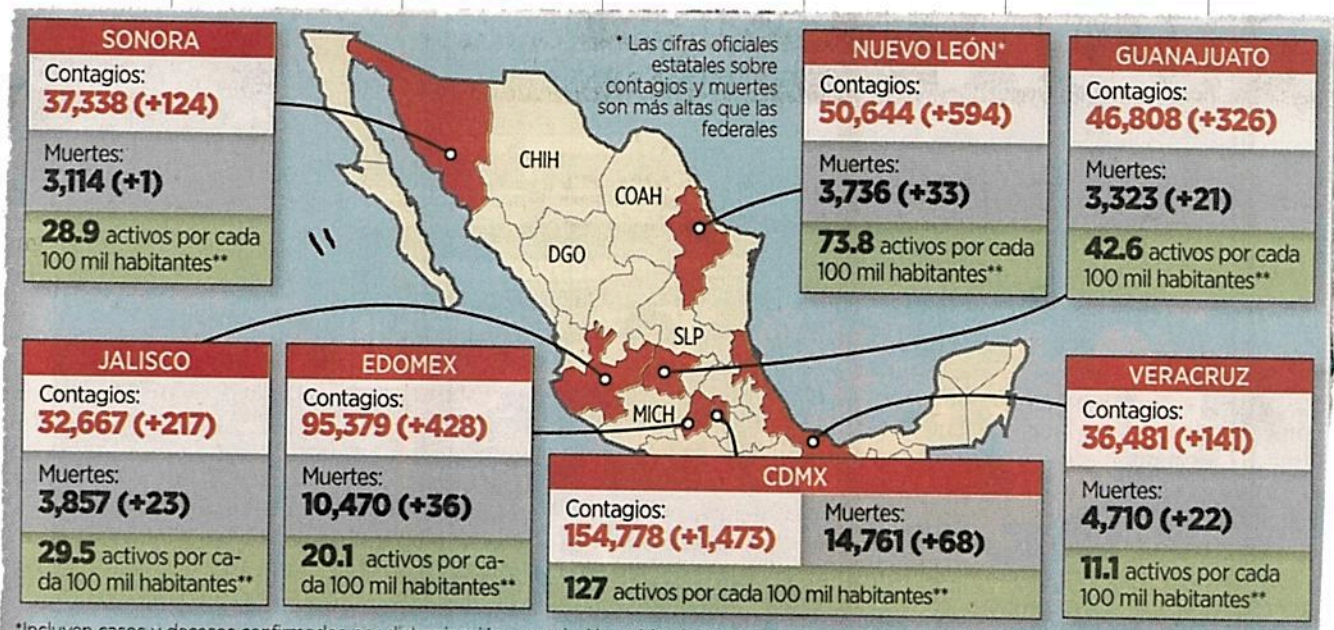 SONORA
Contagios:
37,338 (+124)
Muertes:
3,114 (+1)
28.9 activos por cada
100 mil habitantes**
* Las cifras oficiales
estatales sobre
contagios y muertes
son más altas que las
federales
NUEVO LEÓN*
Contagios:
50,644 (+594)
Muertes:
3,736 (+33)
73.8 activos por cada
100 mil habitantes**
GUANAJUATO
Contagios:
46,808 (+326)
Muertes:
3,323 (+21)
42.6 activos por cada
100 mil habitantes**
CHIH
COAH
DGO
SLP
MICH
JALISCO
Contagios:
32,667 (+217)
Muertes:
3,857 (+23)
29.5 activos por ca-
da 100 mil habitantes**
EDOMEX
Contagios:
95,379 (+428)
Muertes:
10,470 (+36)
20.1 activos por ca-
da 100 mil habitantes**
CDMX
Contagios:
154,778 (+1,473)
Muertes:
14,761 (+68)
127 activos por cada 100 mil habitantes**
VERACRUZ
Contagios:
36,481 (+141)
Muertes:
4,710 (+22)
11.1 activos por cada
100 mil habitantes**
*Incluyen casos y decesos confirmados